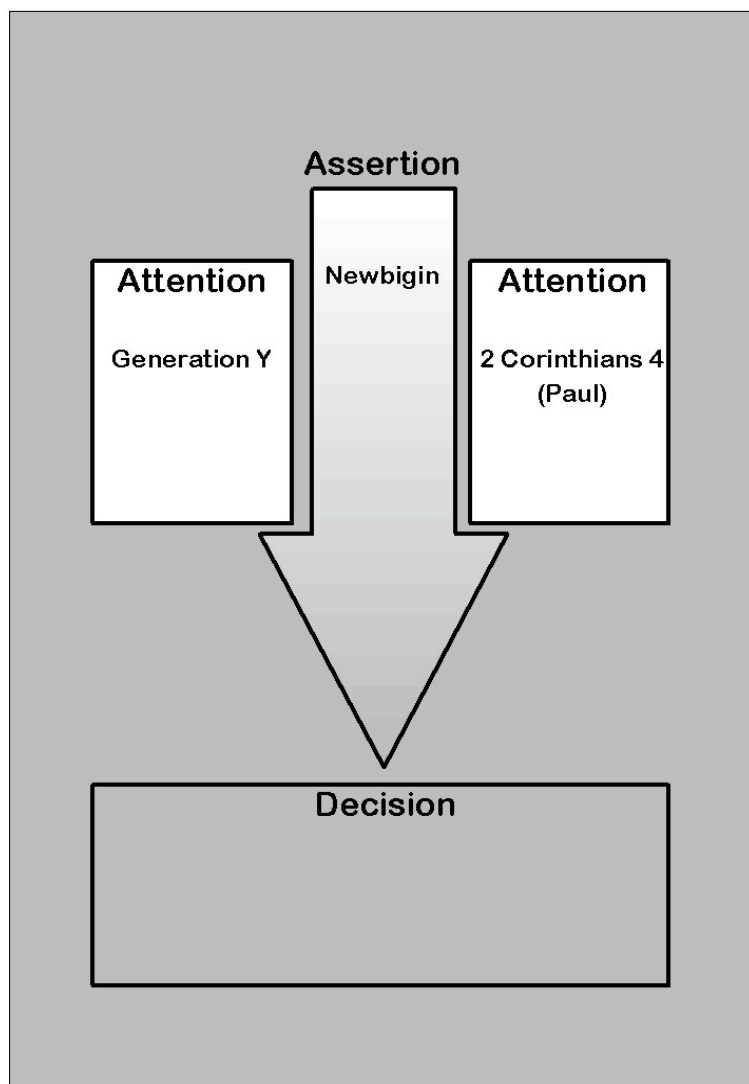 Assertion
Attention
Generation Y
Newbigin
Attention
2 Corinthians 4
(Paul)
Decision